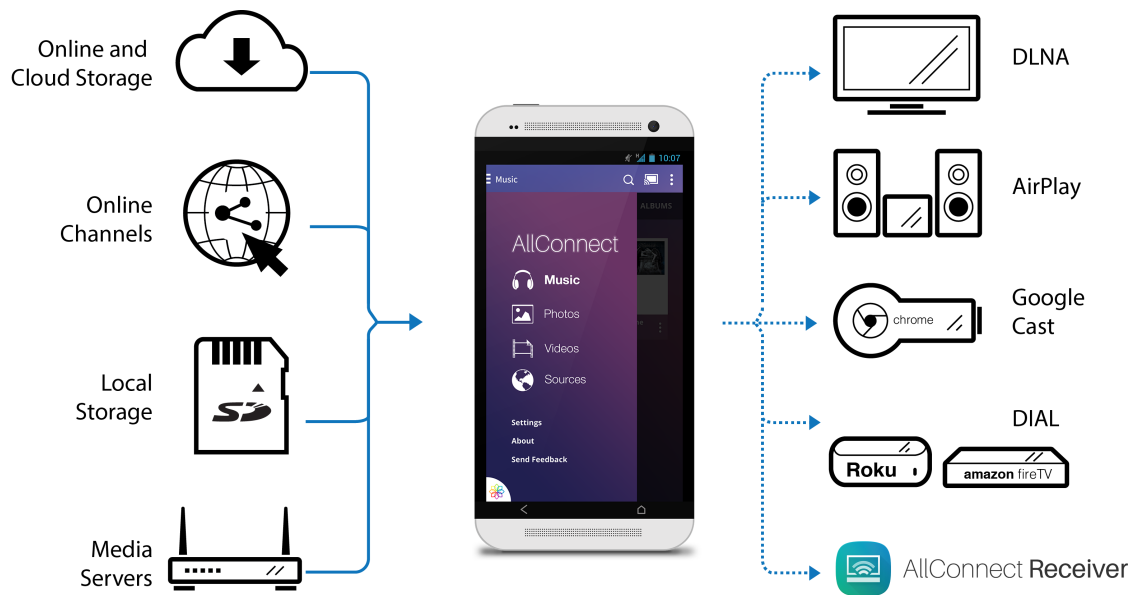 Online and
Cloud Storage
Online
Channels
Local
Storage
Media
Servers
SD
10:07
Music
ALBUMS
AllConnect
Music
Photos
Videos
Sources
Settings
About
Send Feedback
DLNA
AirPlay
Google
Cast
chrome
DIAL
Roku
amazon fireTV
AllConnect Receiver